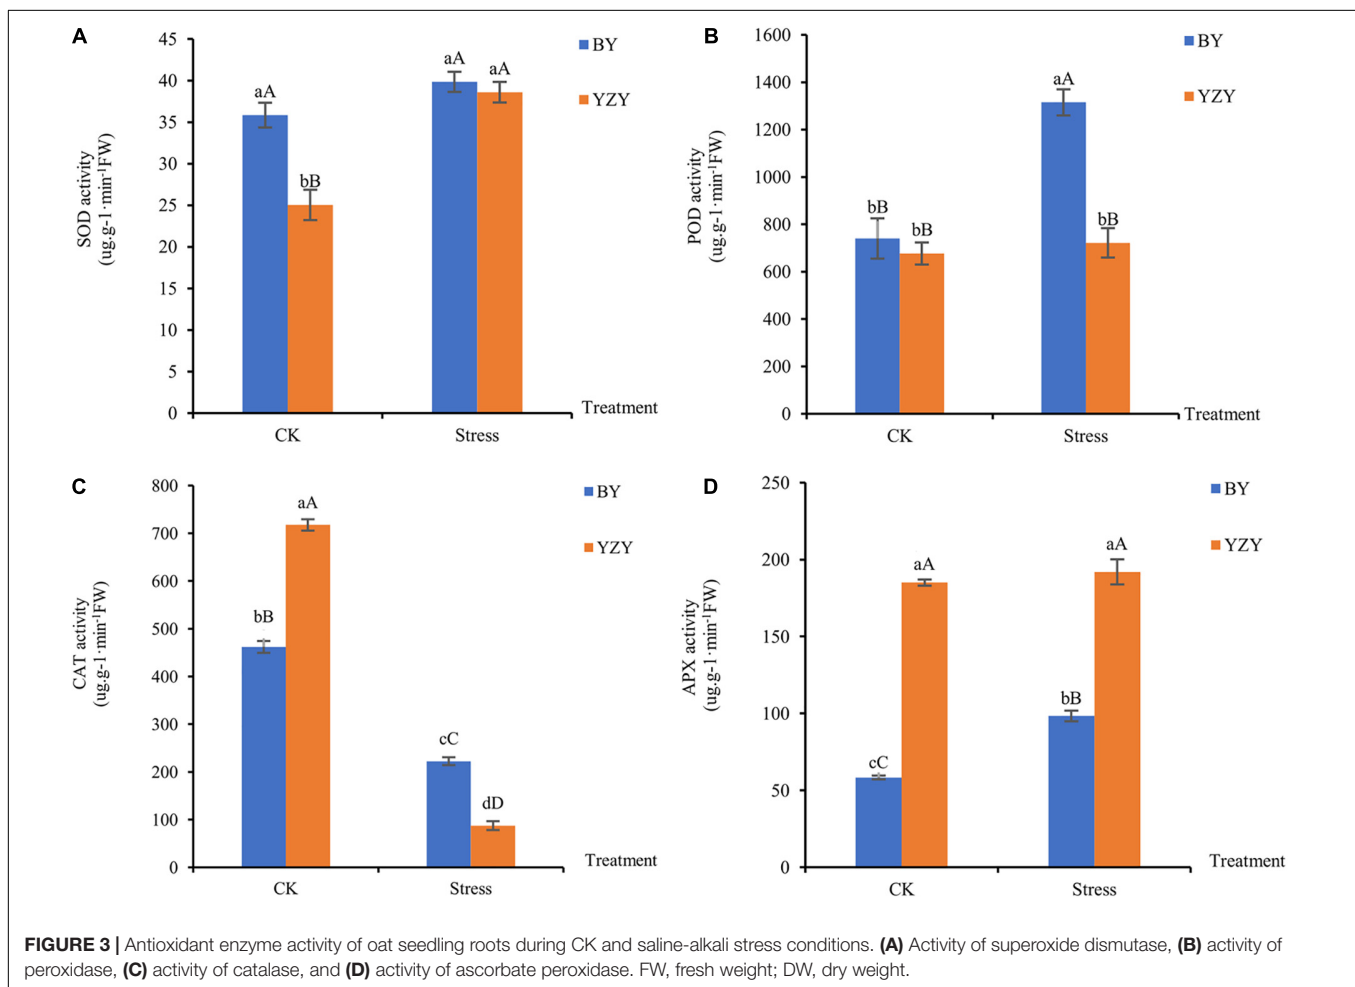 A
SOD activity
(ug.g-1·min-1FW)
45
40
35
30
25
20
15
10
5
0
aA
bB
aA
aA
BY
YZY
CK
Stress
Treatment
B
POD activity
(ug.g-1·min-1FW)
1600
1400
1200
1000
800
600
400
200
0
bB
bB
aA
bB
BY
YZY
CK
Stress
Treatment
C
CAT activity
(ug.g-1·min-1FW)
800
700
600
500
400
300
200
100
0
bB
aA
cC
dD
BY
YZY
CK
Stress
Treatment
D
APX activity
(ug.g-1·min-1FW)
250
200
150
100
50
0
cC
aA
bB
aA
BY
YZY
CK
Stress
Treatment
FIGURE 3 | Antioxidant enzyme activity of oat seedling roots during CK and saline-alkali stress conditions. (A) Activity of superoxide dismutase, (B) activity of
peroxidase, (C) activity of catalase, and (D) activity of ascorbate peroxidase. FW, fresh weight; DW, dry weight.